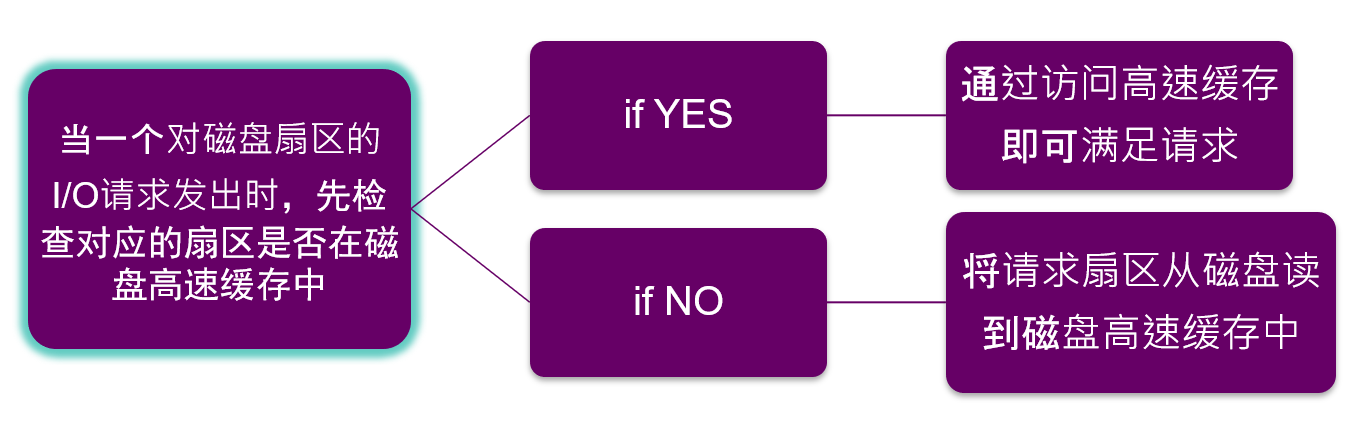 当一个对磁盘扇区的
I/O请求发出时，先检
查对应的扇区是否在磁
盘高速缓存中
if YES
通过访问高速缓存
即可满足请求
if NO
将请求扇区从磁盘读
到磁盘高速缓存中